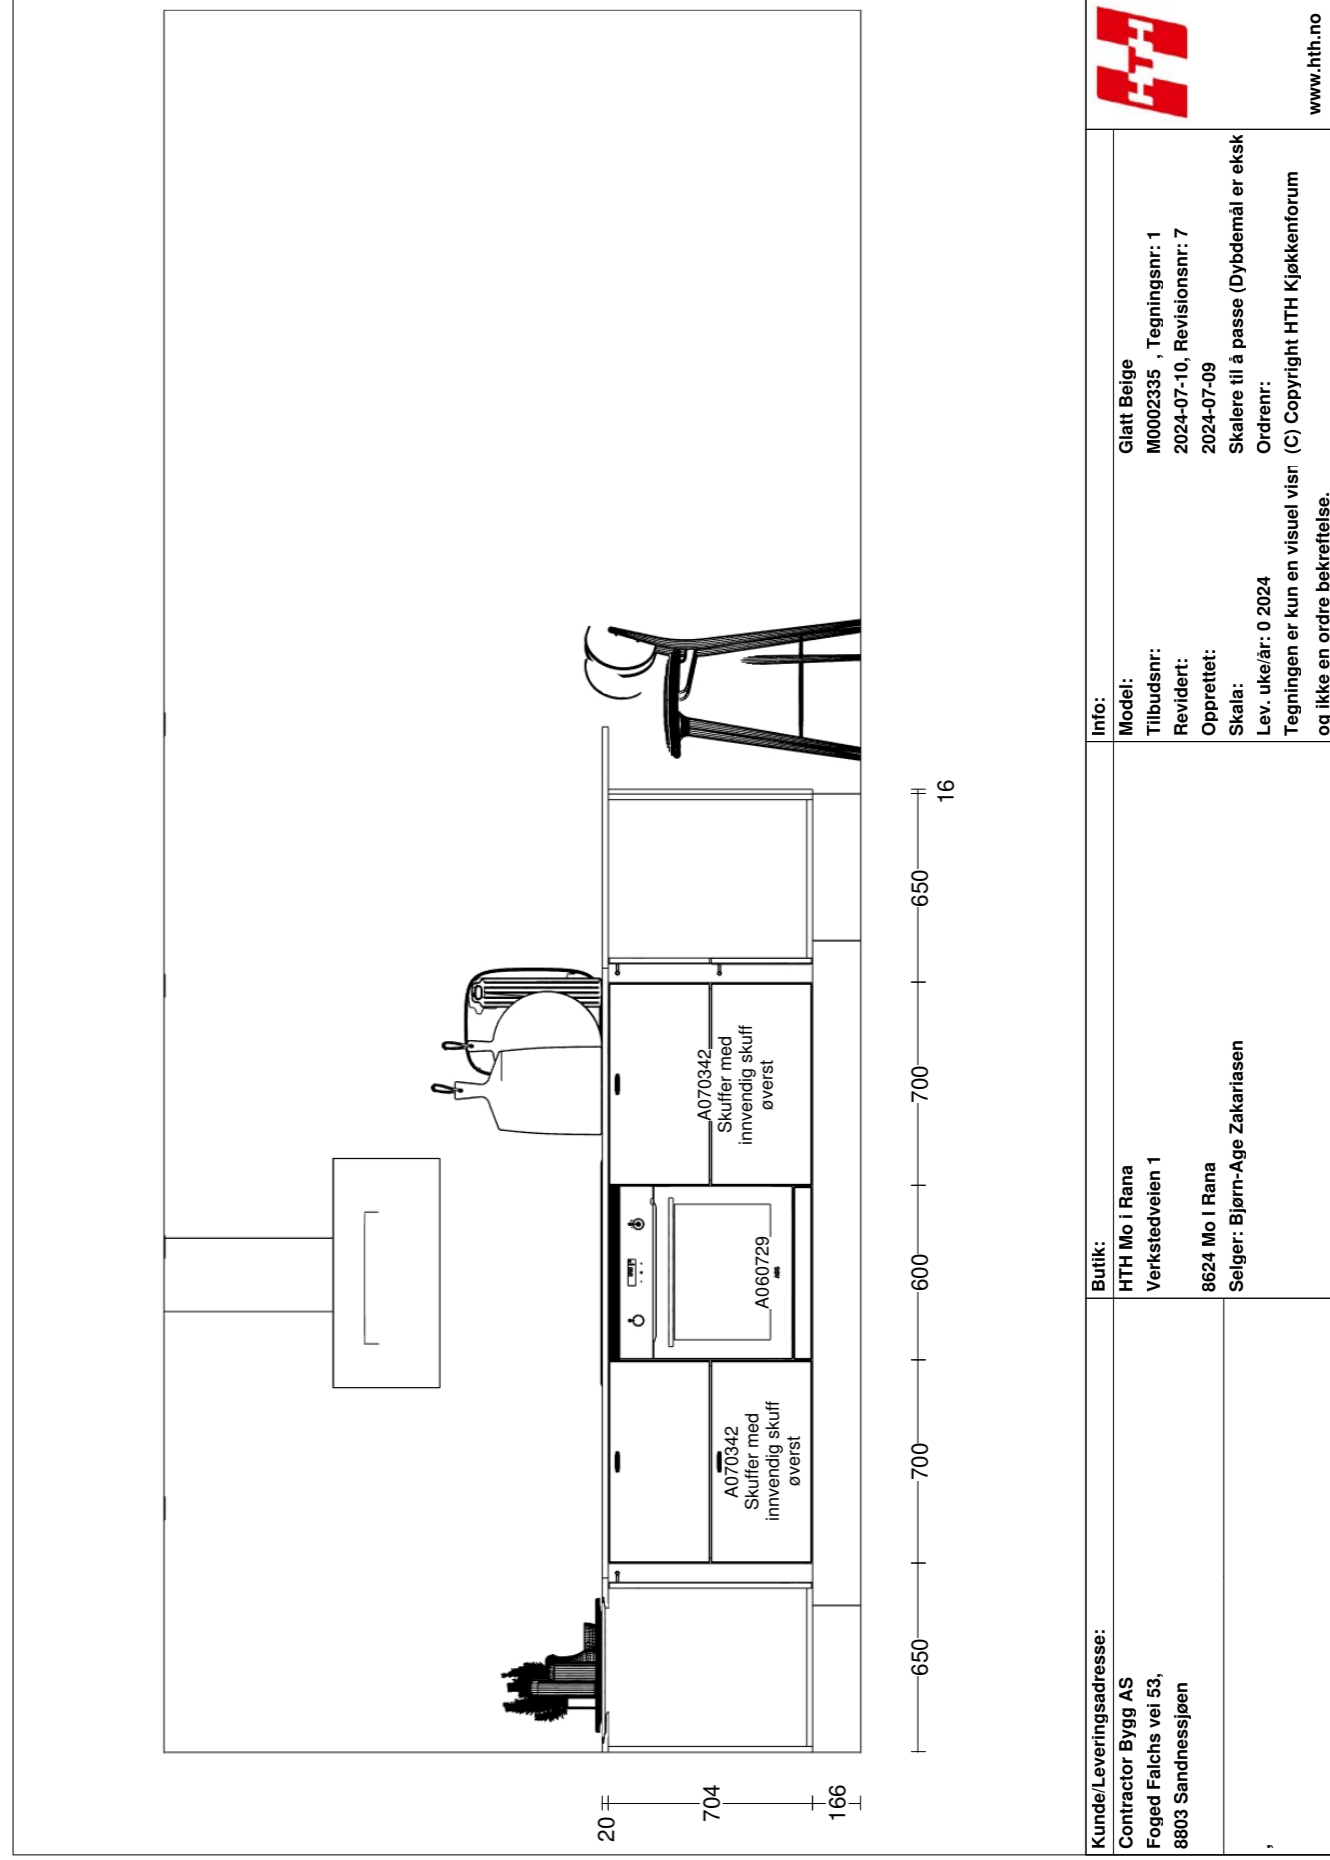 A070342
Skuffer med
innvendig skuff
øverst
A060729
A070342
Skuffer med
innvendig skuff
øverst
20
704
166
650
700
600
700
650
16
Kunde/Leveringsadresse:
Contractor Bygg AS
Foged Falchs vei 53,
8803 Sandnessjøen
,
Butik:
HTH Mo i Rana
Verkstedveien 1
8624 Mo I Rana
Selger: Bjørn-Age Zakariasen
Info:
Model: Glatt Beige
Tilbudsnr: M0002335 , Tegningsnr: 1
Revidert: 2024-07-10, Revisionsnr: 7
Opprettet: 2024-07-09
Skala: Skalere til å passe (Dybdemål er eksk
Lev. uke/år: 0 2024 Ordrenr:
Tegningen er kun en visuel visn (C) Copyright HTH Kjøkkenforum
og ikke en ordre bekreftelse.
HTH
www.hth.no